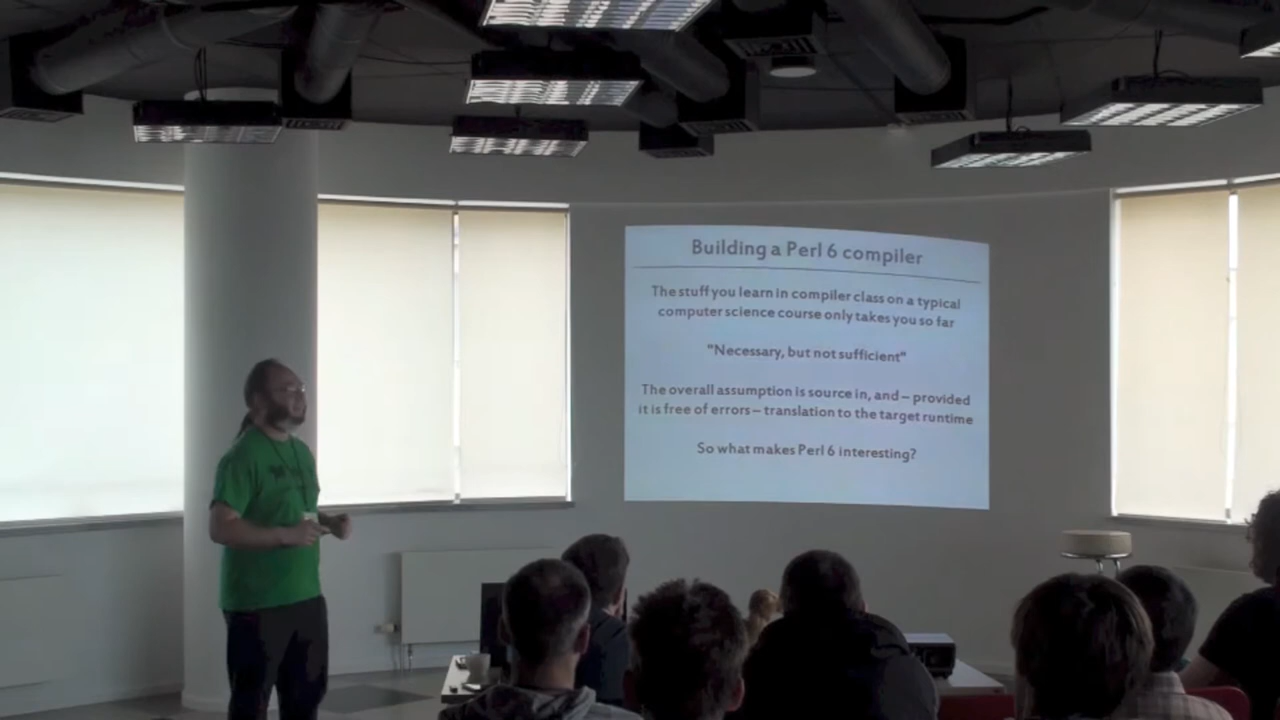 Building a Perl 6 compiler
The stuff you learn in compiler class on a typical
computer science course only takes you so far
"Necessary, but not sufficient"
The overall assumption is source in, and – provided
it is free of errors – translation to the target runtime
So what makes Perl 6 interesting?